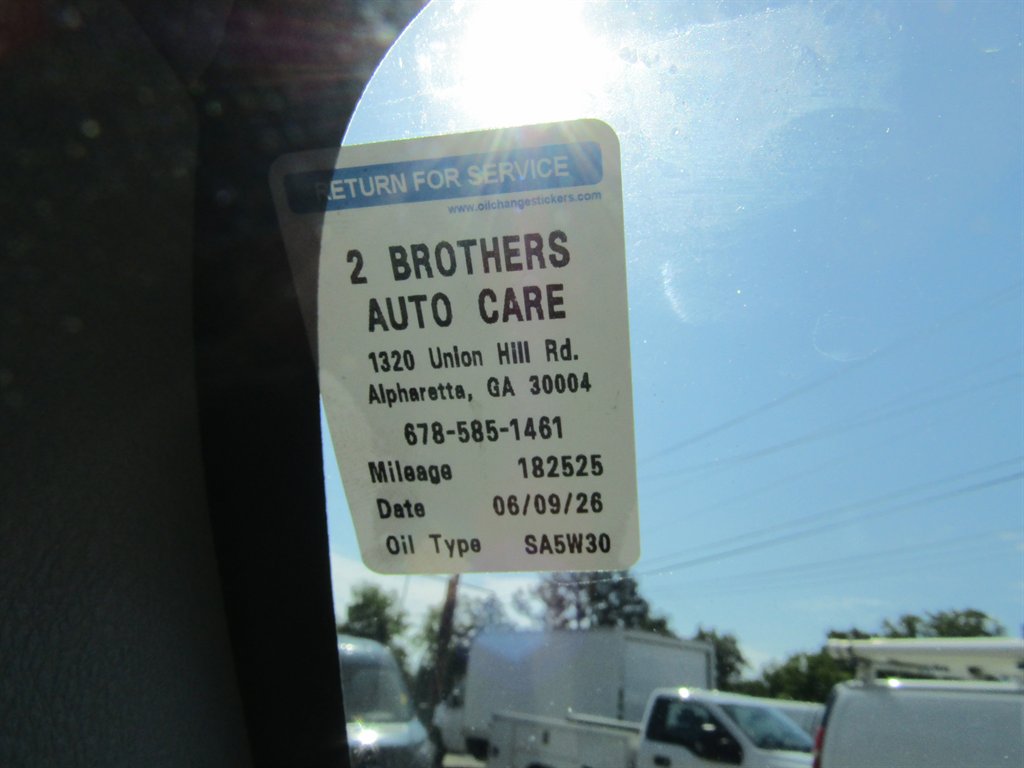 RETURN FOR SERVICE
www.oilchangestickers.com
2 BROTHERS
AUTO CARE
1320 Union Hill Rd.
Alpharetta, GA 30004
678-585-1461
Mileage 182525
Date 06/09/26
Oil Type SA5W30